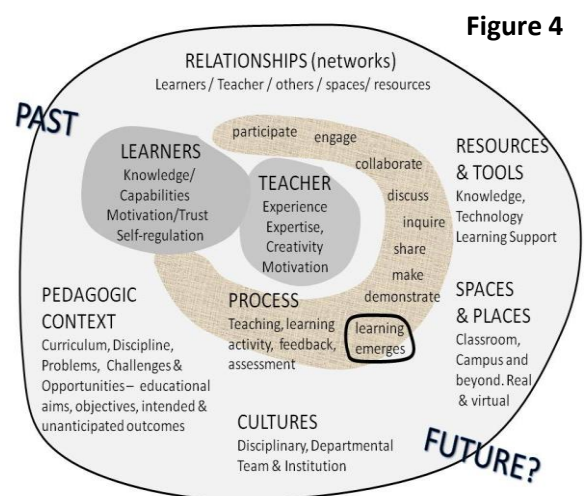 Figure 4
RELATIONSHIPS (networks)
Learners / Teacher / others / spaces/ resources
PAST
participate
engage
collaborate
discuss
inquire
share
make
demonstrate
learning
emerges
LEARNERS
Knowledge/
Capabilities
Motivation/Trust
Self-regulation
TEACHER
Experience
Expertise,
Creativity
Motivation
RESOURCES
& TOOLS
Knowledge,
Technology
Learning Support
PEDAGOGIC
CONTEXT
Curriculum, Discipline,
Problems, Challenges &
Opportunities– educational
aims, objectives, intended &
unanticipated outcomes
PROCESS
Teaching, learning
activity, feedback,
assessment
SPACES
& PLACES
Classroom,
Campus and
beyond. Real
& virtual
CULTURES
Disciplinary, Departmental
Team & Institution
FUTURE?